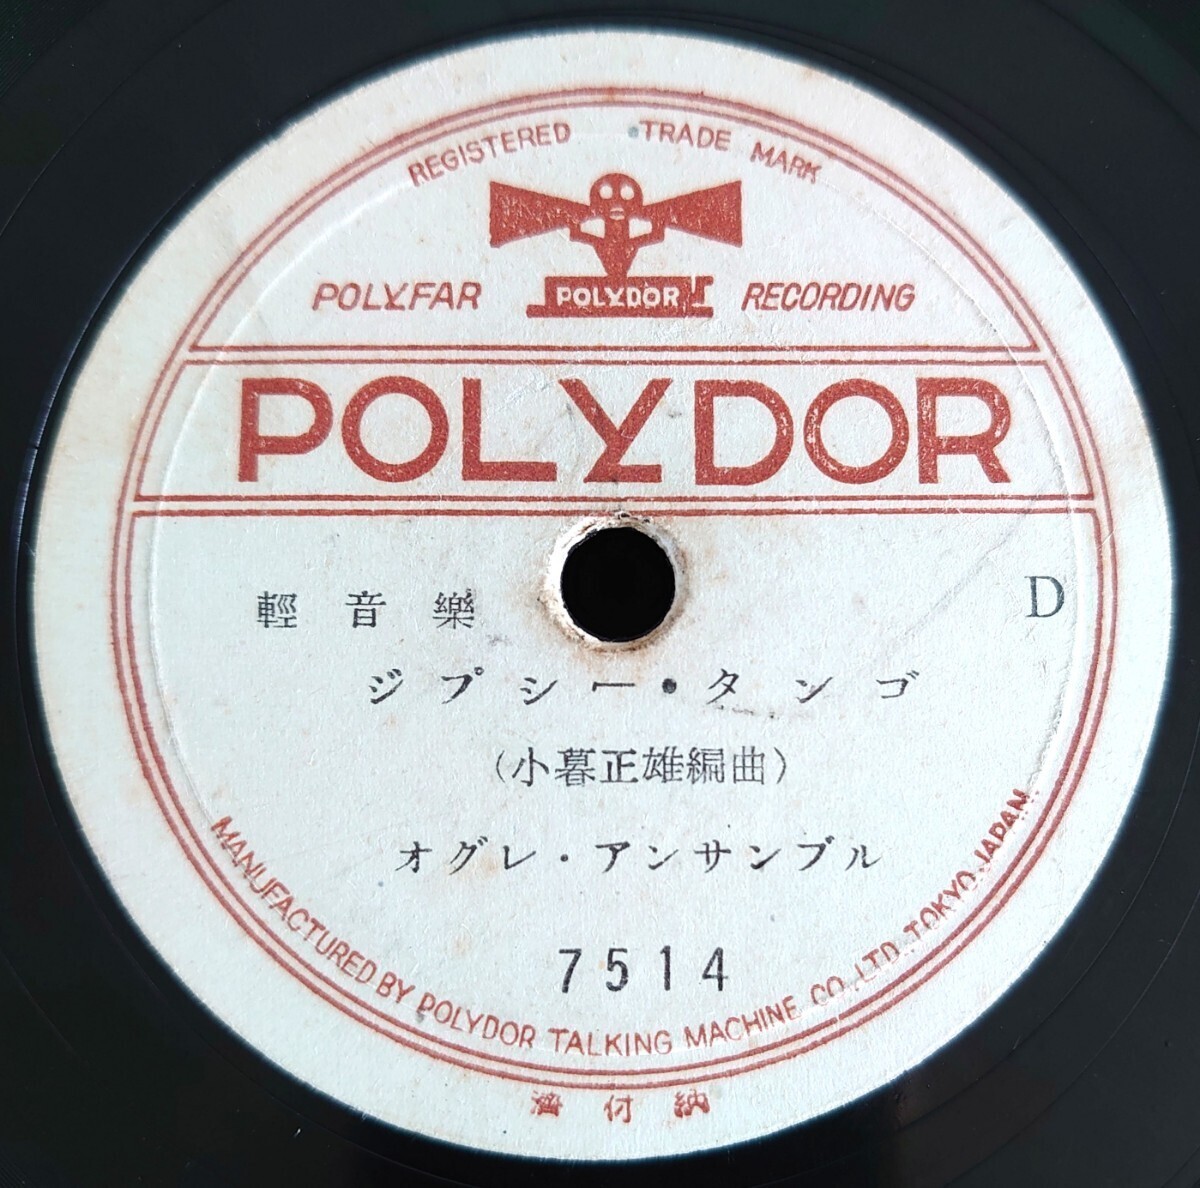 REGISTERED TRADE MARK
POLYFAR POLYDOR RECORDING
POLYDOR
輕音樂 D
ジプシー・タンゴ
(小暮正雄編曲)
オグレ・アンサンブル
7514
MANUFACTURED BY POLYDOR TALKING MACHINE CO., LTD. TOKYO, JAPAN.
濟付納